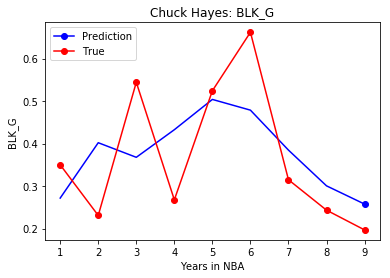 Chuck Hayes: BLK_G
Prediction
True
BLK_G
0.6
0.5
0.4
0.3
0.2
1 2 3 4 5 6 7 8 9
Years in NBA